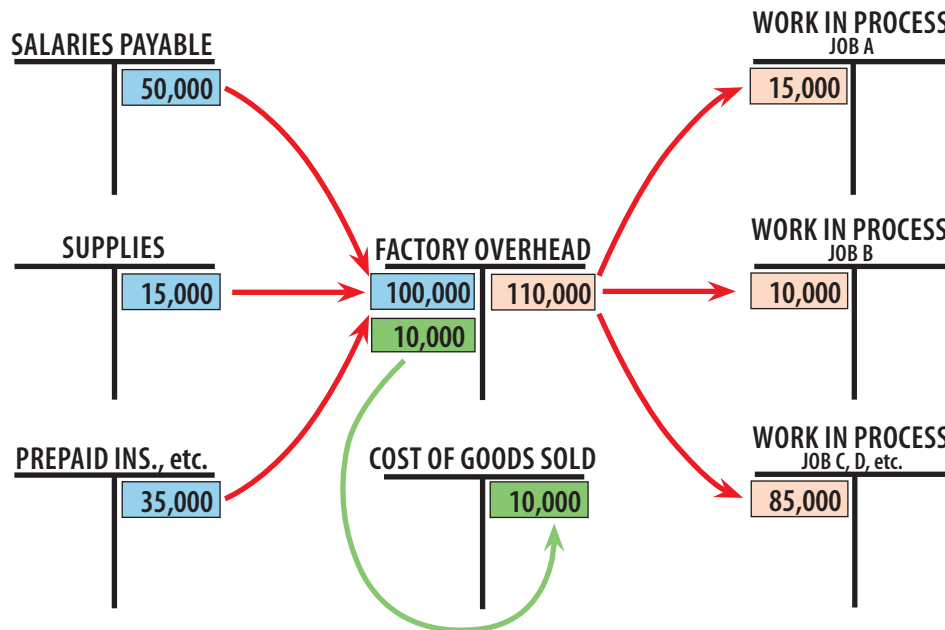 SALARIES PAYABLE
50,000
SUPPLIES
15,000
PREPAID INS., etc.
35,000
FACTORY OVERHEAD
100,000 110,000
10,000
COST OF GOODS SOLD
10,000
WORK IN PROCESS
JOB A
15,000
WORK IN PROCESS
JOB B
10,000
WORK IN PROCESS
JOB C, D, etc.
85,000